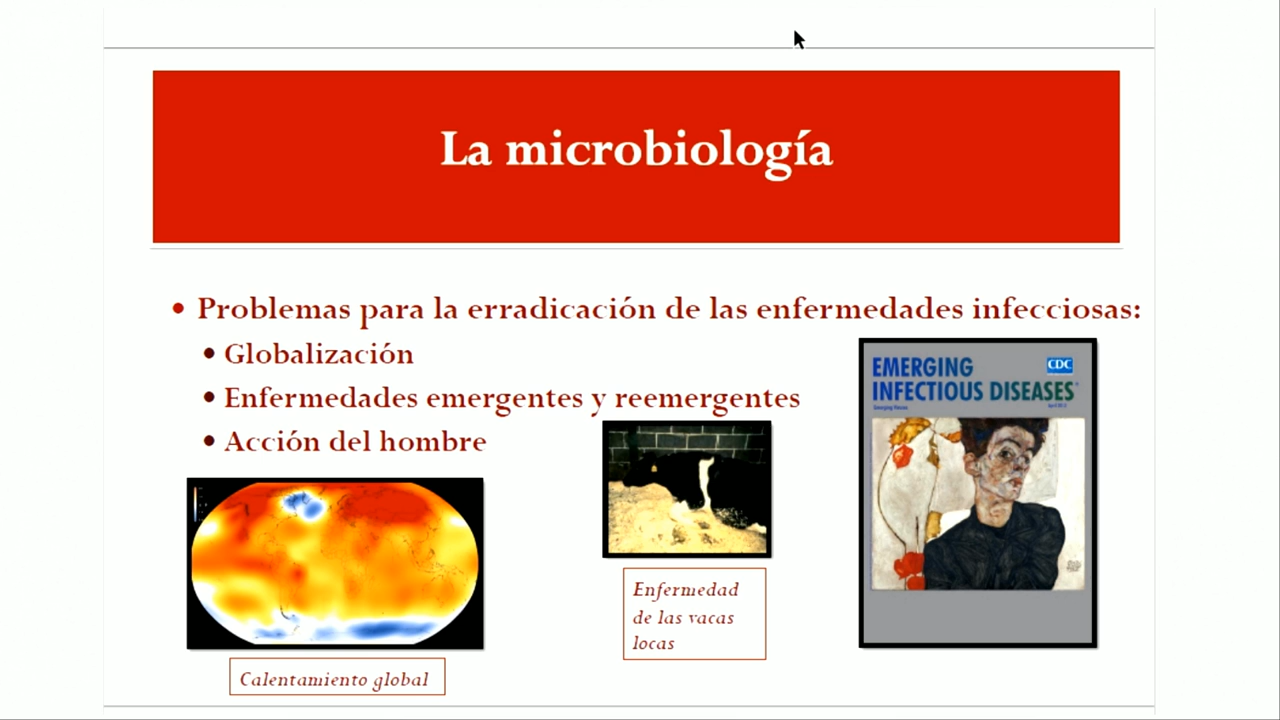 La microbiología
Problemas para la erradicación de las enfermedades infecciosas:
Globalización
Enfermedades emergentes y reemergentes
Acción del hombre
EMERGING
CDC
INFECTIOUS DISEASES
Enfermedad
de las vacas
locas
Calentamiento global